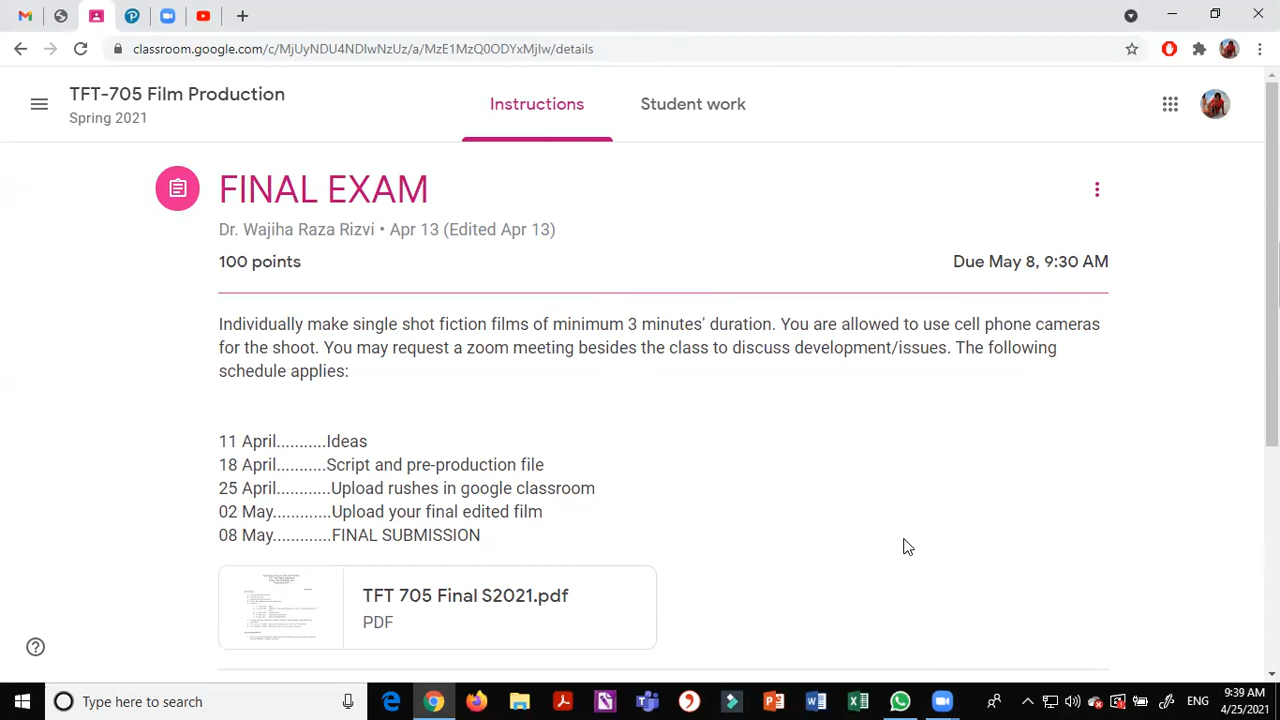 classroom.google.com/c/MjUyNDU4NDIwNzUz/a/MzE1MzQ0ODYxMjIw/details
TFT-705 Film Production
Spring 2021
Instructions
Student work
FINAL EXAM
Dr. Wajiha Raza Rizvi • Apr 13 (Edited Apr 13)
100 points
Due May 8, 9:30 AM
Individually make single shot fiction films of minimum 3 minutes' duration. You are allowed to use cell phone cameras
for the shoot. You may request a zoom meeting besides the class to discuss development/issues. The following
schedule applies:
11 April...........Ideas
18 April...........Script and pre-production file
25 April............Upload rushes in google classroom
02 May.............Upload your final edited film
08 May.............FINAL SUBMISSION
TFT 705 Final S2021.pdf
PDF
Type here to search
ENG
9:39 AM
4/25/2021